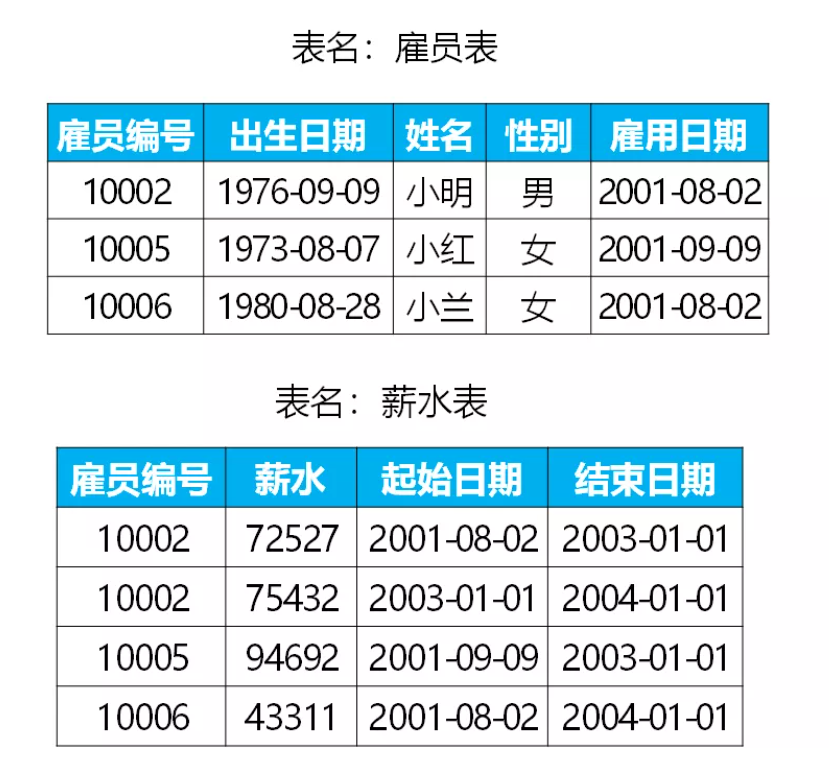 表名：雇员表
雇员编号 出生日期 姓名 性别 雇用日期
10002 1976-09-09 小明 男 2001-08-02
10005 1973-08-07 小红 女 2001-09-09
10006 1980-08-28 小兰 女 2001-08-02
表名：薪水表
雇员编号 薪水 起始日期 结束日期
10002 72527 2001-08-02 2003-01-01
10002 75432 2003-01-01 2004-01-01
10005 94692 2001-09-09 2003-01-01
10006 43311 2001-08-02 2004-01-01